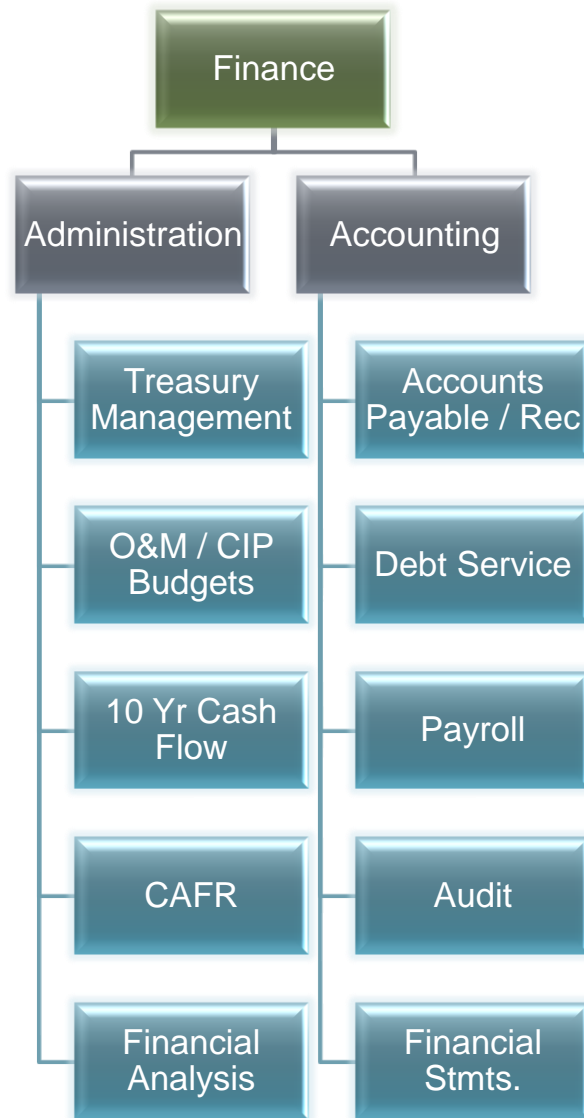 Finance
Administration
Accounting
Treasury
Management
Accounts
Payable / Rec
O&M / CIP
Budgets
Debt Service
10 Yr Cash
Flow
Payroll
CAFR
Audit
Financial
Analysis
Financial
Stmts.